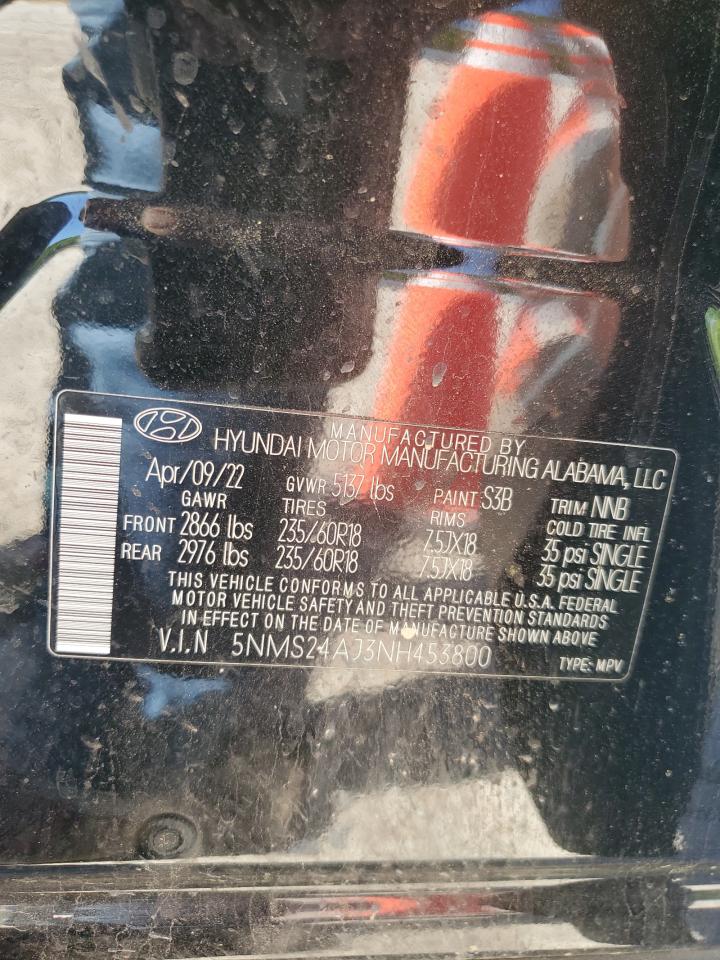 MANUFACTURED BY
HYUNDAI MOTOR MANUFACTURING ALABAMA, LLC
Apr/09/22 GVWR 5137 lbs PAINT S3B TRIM NNB
GAWR TIRES RIMS COLD TIRE INFL
FRONT 2866 lbs 235/60R18 7.5JX18 35 psi SINGLE
REAR 2976 lbs 235/60R18 7.5JX18 35 psi SINGLE
THIS VEHICLE CONFORMS TO ALL APPLICABLE U.S.A. FEDERAL
MOTOR VEHICLE SAFETY AND THEFT PREVENTION STANDARDS
IN EFFECT ON THE DATE OF MANUFACTURE SHOWN ABOVE
V.I.N 5NMS24AJ3NH453800 TYPE: MPV